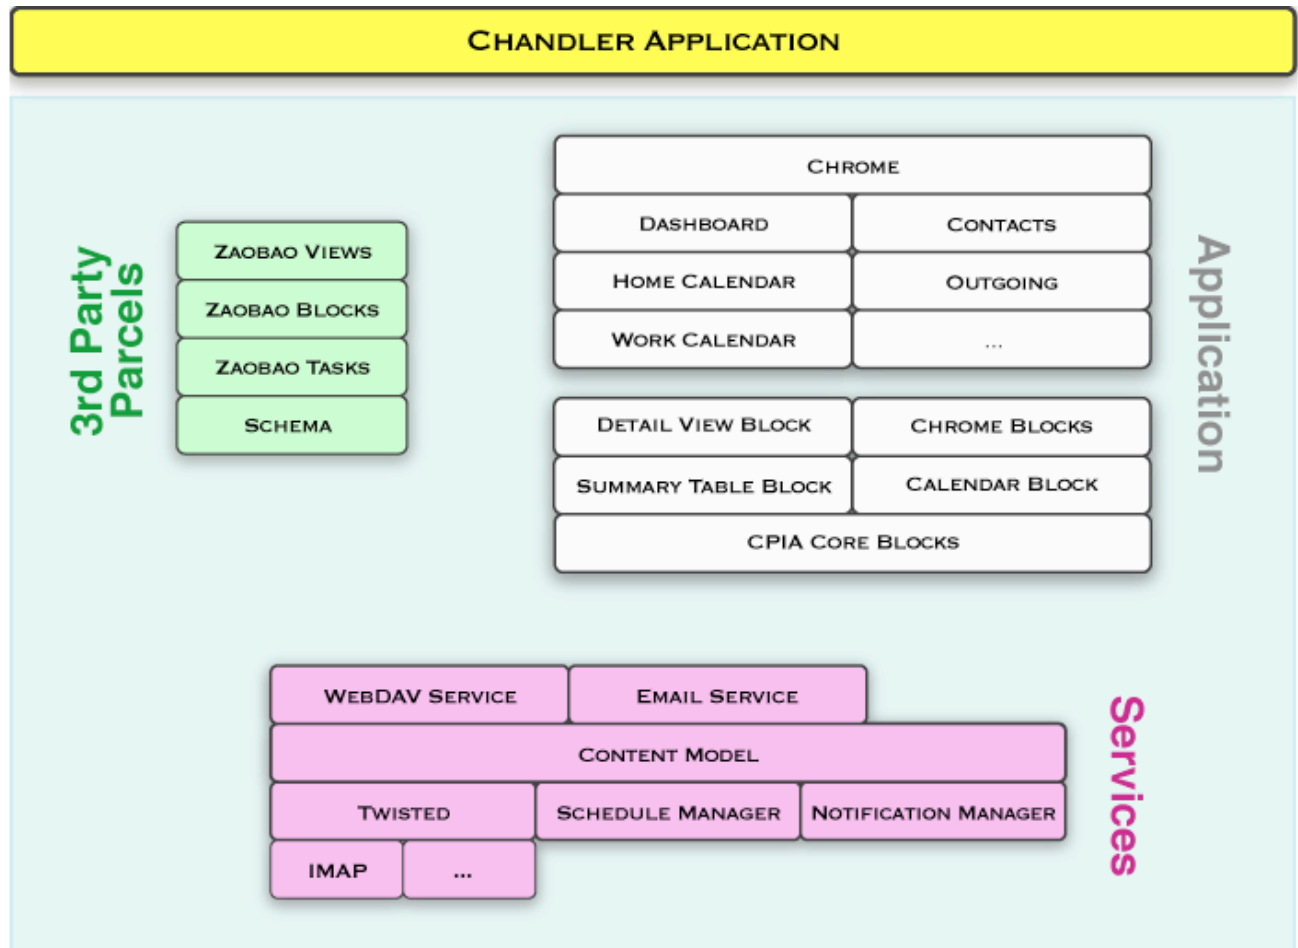 CHANDLER APPLICATION
3rd Party
Parcels
ZAOBAO VIEWS
ZAOBAO BLOCKS
ZAOBAO TASKS
SCHEMA
CHROME
DASHBOARD
CONTACTS
HOME CALENDAR
OUTGOING
WORK CALENDAR
...
Application
DETAIL VIEW BLOCK
CHROME BLOCKS
SUMMARY TABLE BLOCK
CALENDAR BLOCK
CPIA CORE BLOCKS
WEBDAV SERVICE
EMAIL SERVICE
CONTENT MODEL
TWISTED
SCHEDULE MANAGER
NOTIFICATION MANAGER
IMAP
...
Services